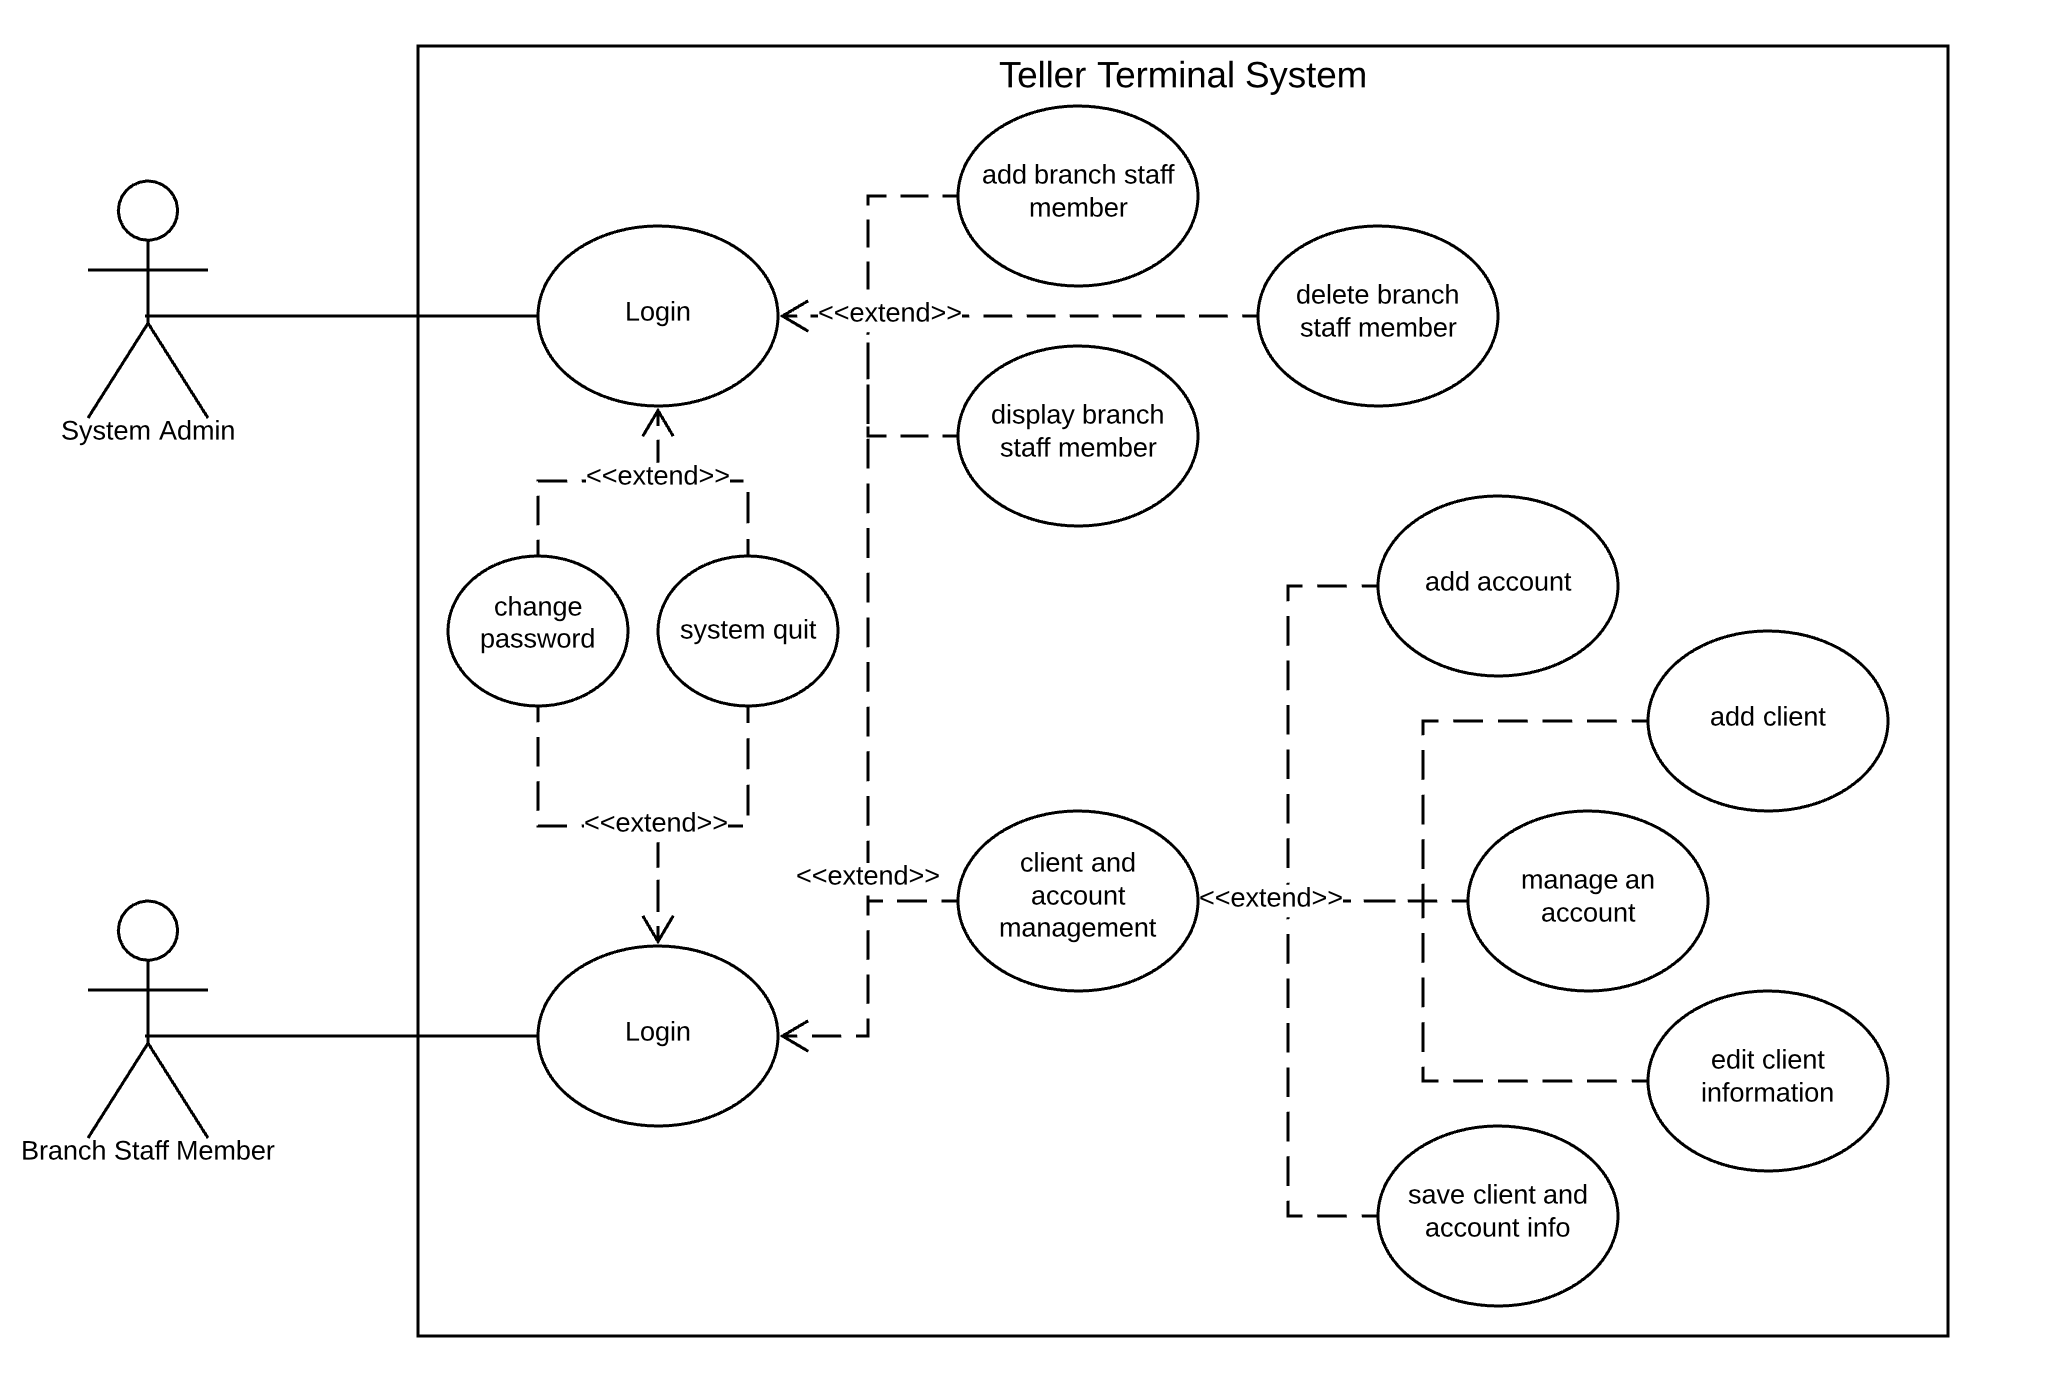 Teller Terminal System
add branch staff
member
delete branch
staff member
Login
<<extend>>
display branch
staff member
System Admin
<<extend>>
add account
change
password
system quit
add client
<<extend>>
<<extend>>
client and
account
management
<<extend>>
manage an
account
Login
edit client
information
Branch Staff Member
save client and
account info